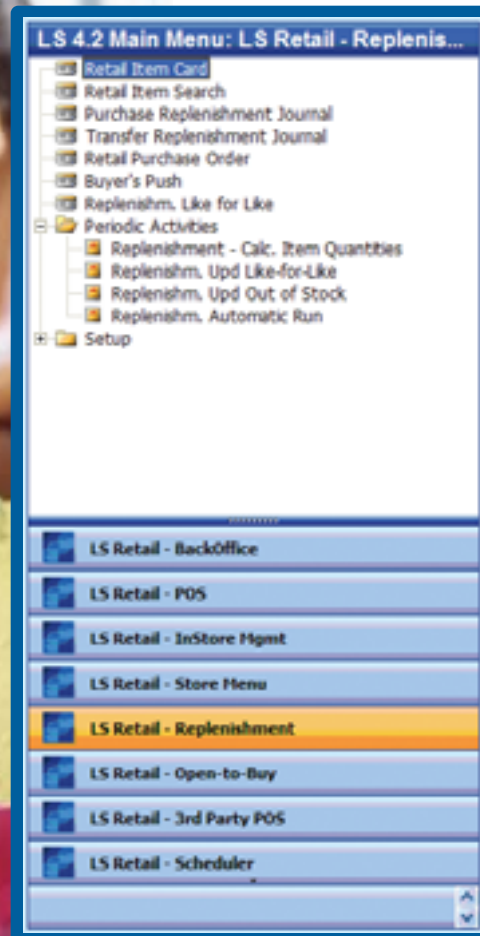 LS 4.2 Main Menu: LS Retail - Replenis...
Retail Item Card
Retail Item Search
Purchase Replenishment Journal
Transfer Replenishment Journal
Retail Purchase Order
Buyer's Push
Replenishm. Like for Like
Periodic Activities
Replenishment - Calc. Item Quantities
Replenishm. Upd Like-for-Like
Replenishm. Upd Out of Stock
Replenishm. Automatic Run
Setup
LS Retail - BackOffice
LS Retail - POS
LS Retail - InStore Mgmt
LS Retail - Store Menu
LS Retail - Replenishment
LS Retail - Open-to-Buy
LS Retail - 3rd Party POS
LS Retail - Scheduler